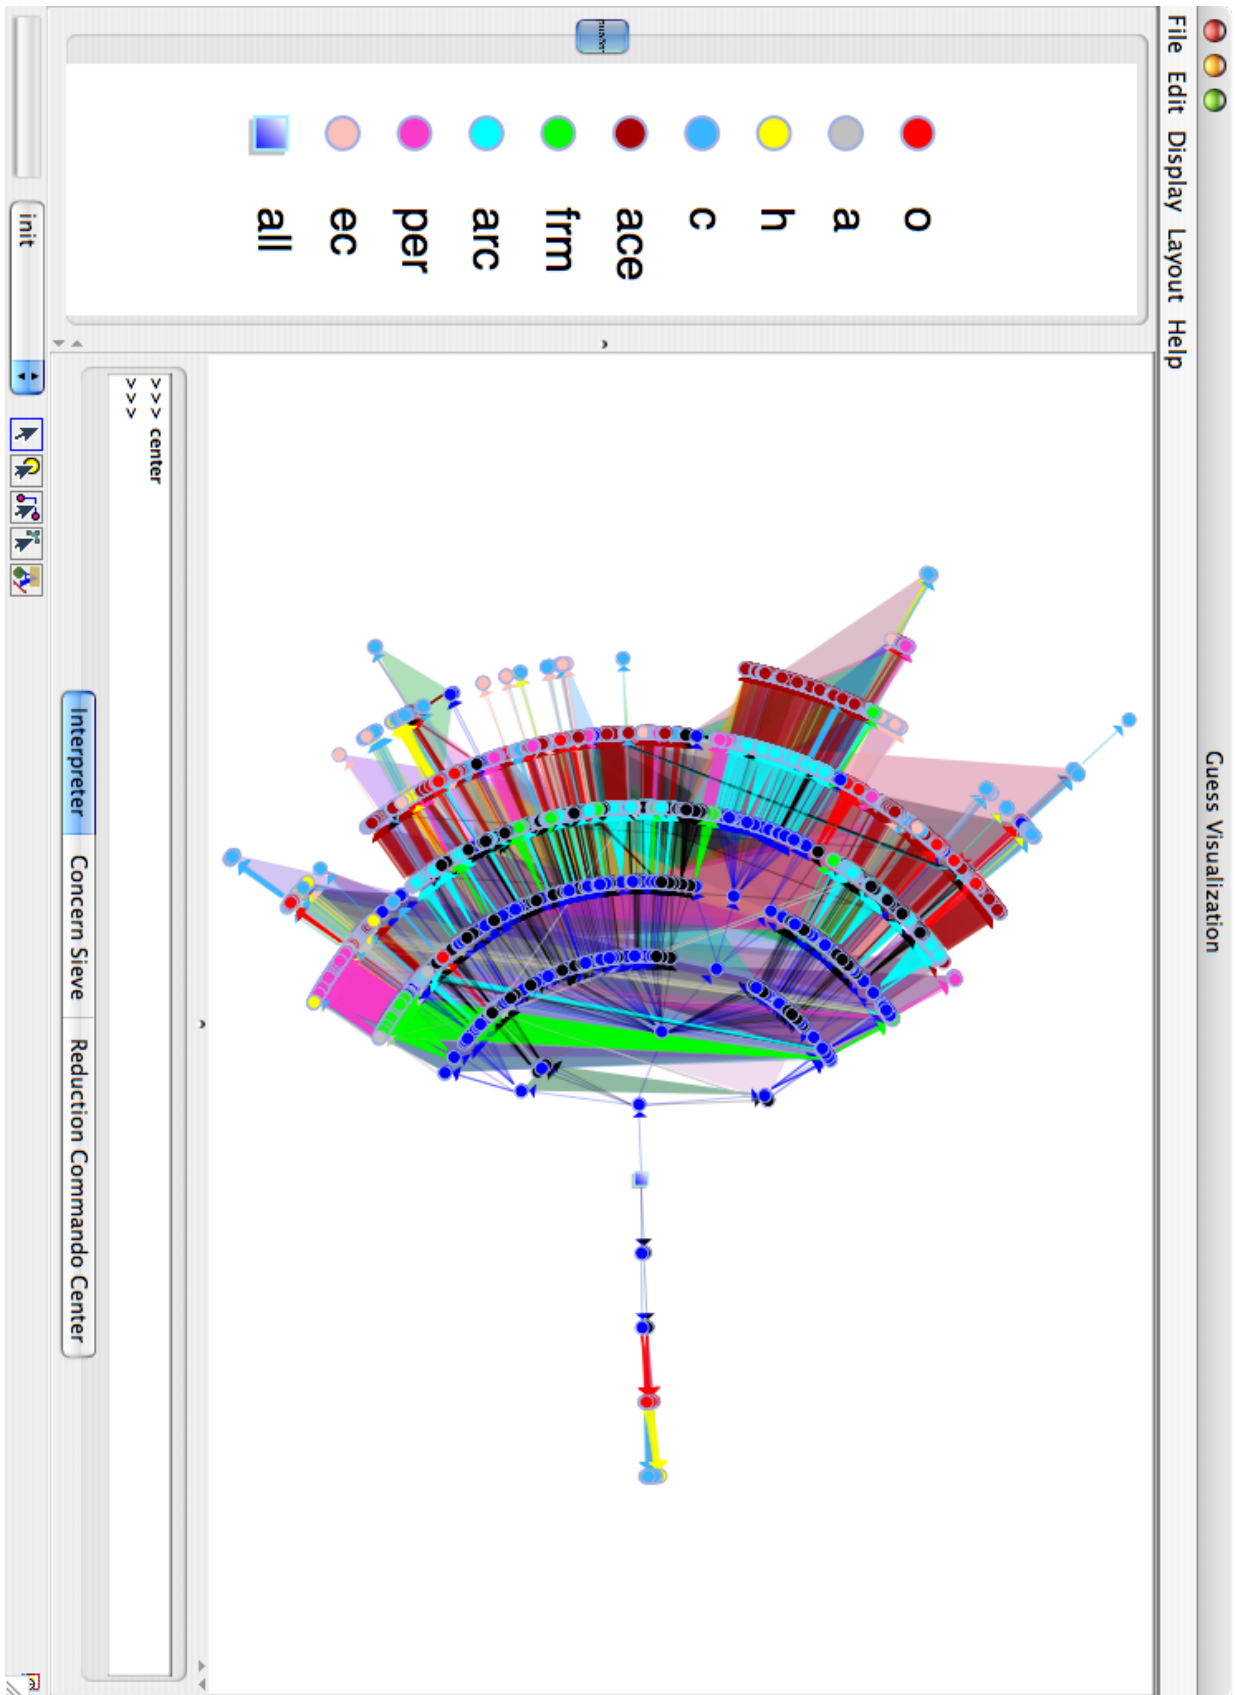 Guess Visualization
File Edit Display Layout Help
o
a
h
c
ace
frm
arc
per
ec
all
>>> center
>>>
Interpreter Concern Sieve Reduction Commando Center
init